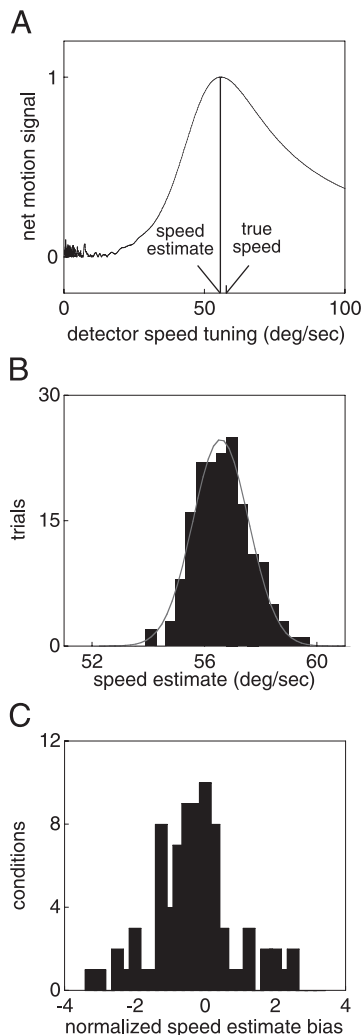 A
net motion signal
1
0
speed
estimate
true
speed
0
50
100
detector speed tuning (deg/sec)
B
trials
30
15
0
52
56
60
speed estimate (deg/sec)
C
conditions
12
8
4
0
-4
-2
0
2
4
normalized speed estimate bias